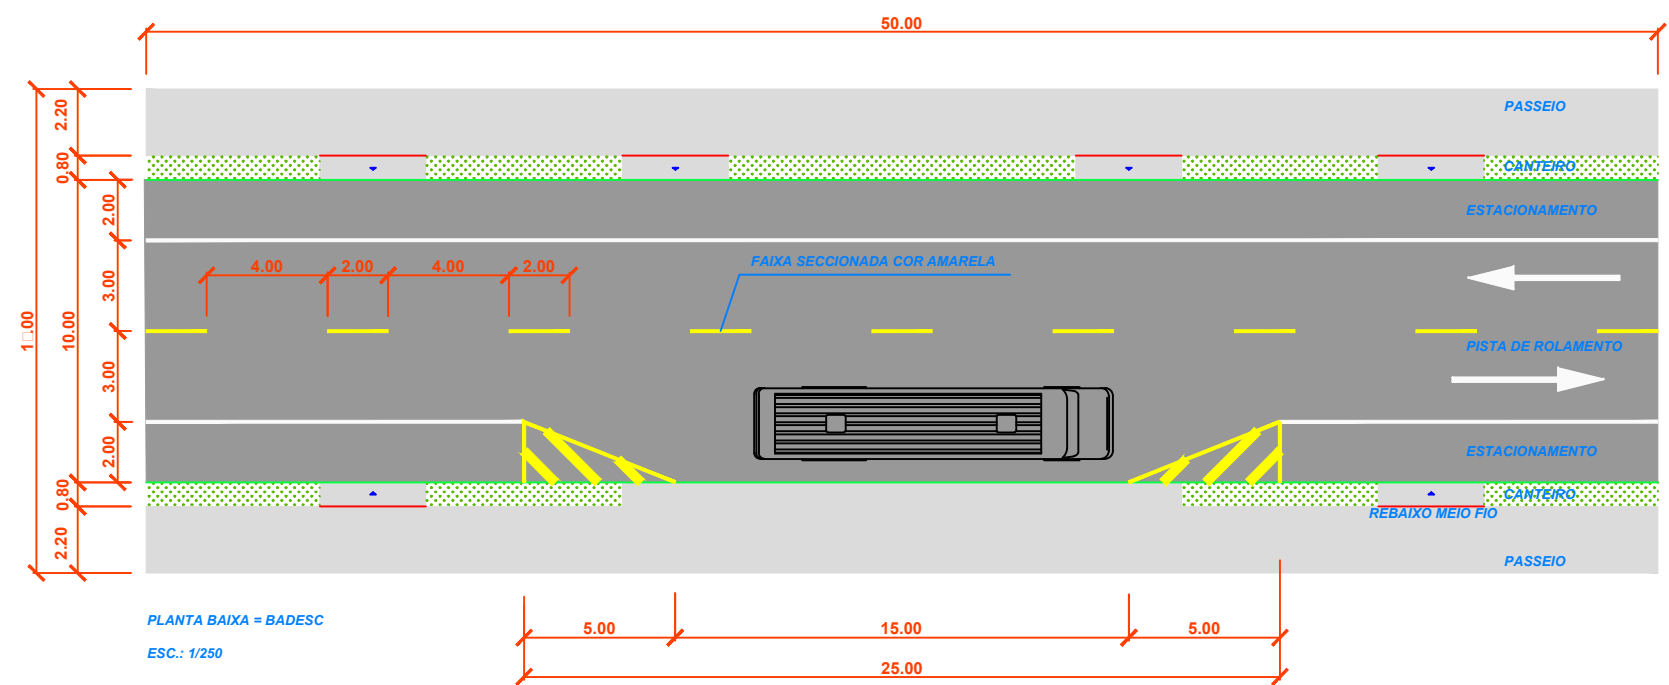 50.00
PASSEIO
2.20
0.80
CANTEIRO
2.00
ESTACIONAMENTO
FAIXA SECCIONADA COR AMARELA
4.00
2.00
4.00
2.00
3.00
10.00
PISTA DE ROLAMENTO
3.00
2.00
ESTACIONAMENTO
0.80
CANTEIRO
REBAIXO MEIO FIO
2.20
PASSEIO
PLANTA BAIXA = BADESC
ESC.: 1/250
5.00
15.00
5.00
25.00